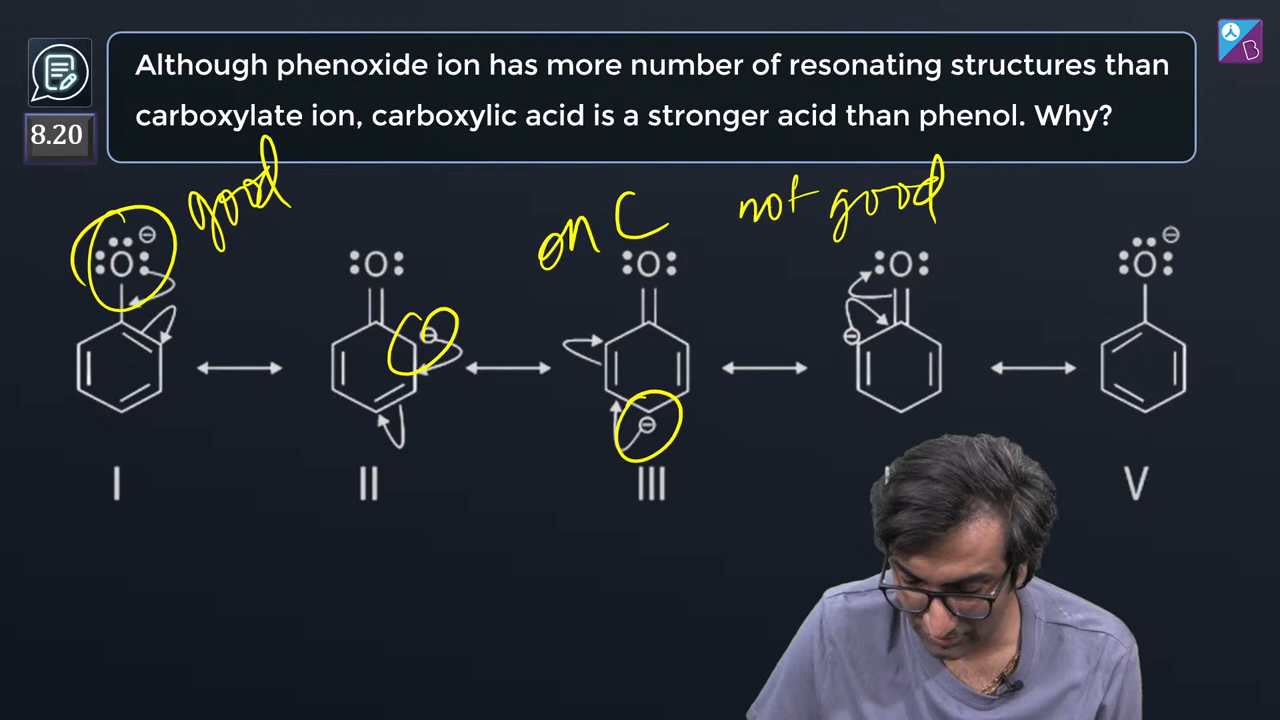 Although phenoxide ion has more number of resonating structures than
carboxylate ion, carboxylic acid is a stronger acid than phenol. Why?
8.20
good
on C
not good
:O:
:O:
:O:
:O:
:O:
I
II
III
V